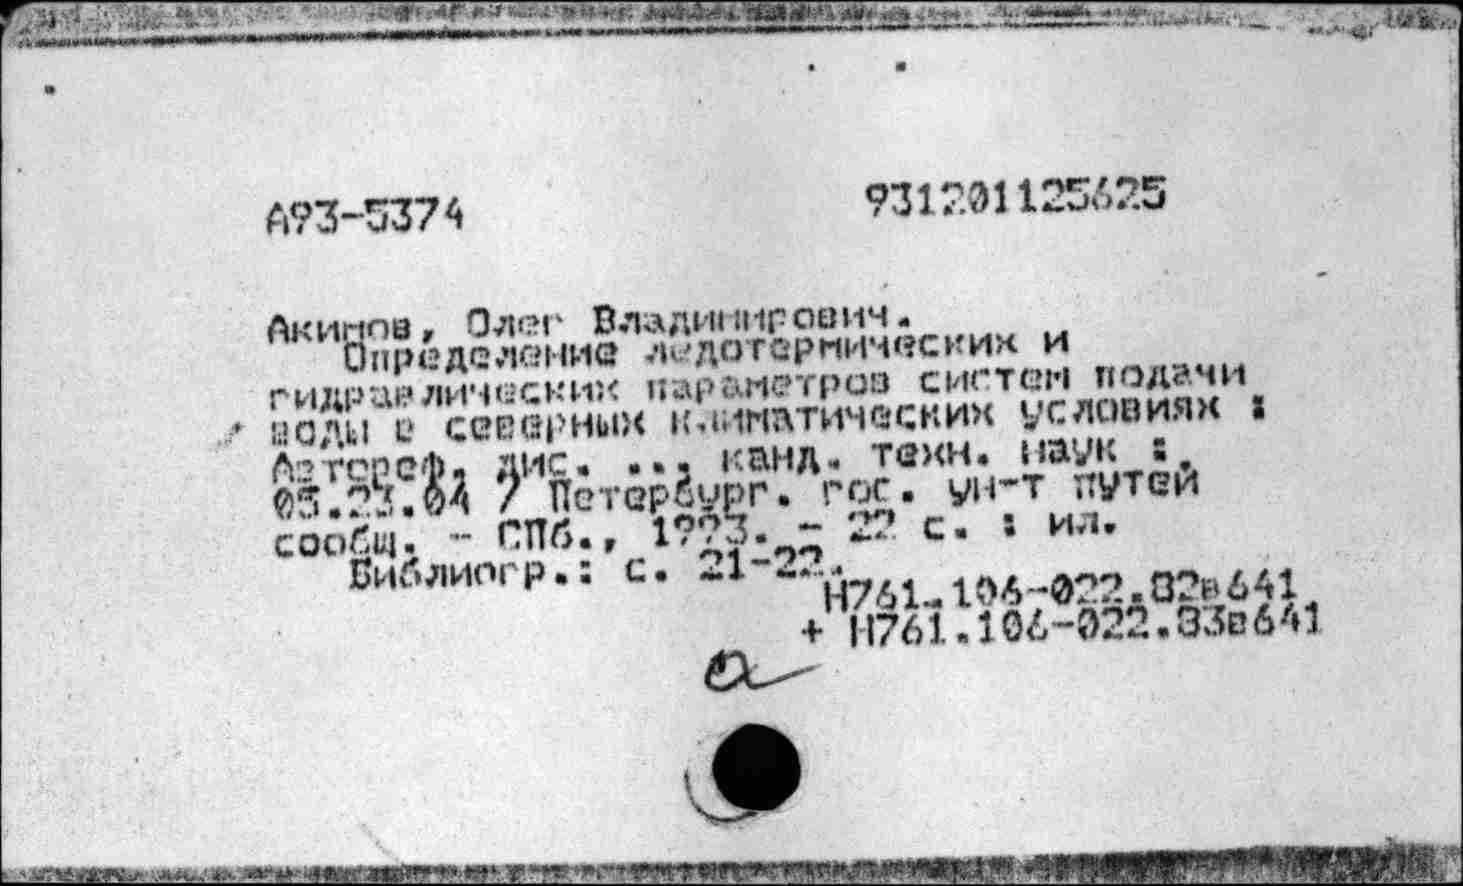 А93-5374
931201125625
Акимов, Олег Владимирович.
Определение ледотермических и
гидравлических параметров систем подачи
воды в северных климатических условиях :
Автореф. дис. ... канд. техн. наук :
05.23.04 / Петербург. гос. ун-т путей
сообщ. - СПб., 1993. - 22 с. : ил.
Библиогр.: с. 21-22.
Н761.106-022.82в641
+ Н761.106-022.83в641